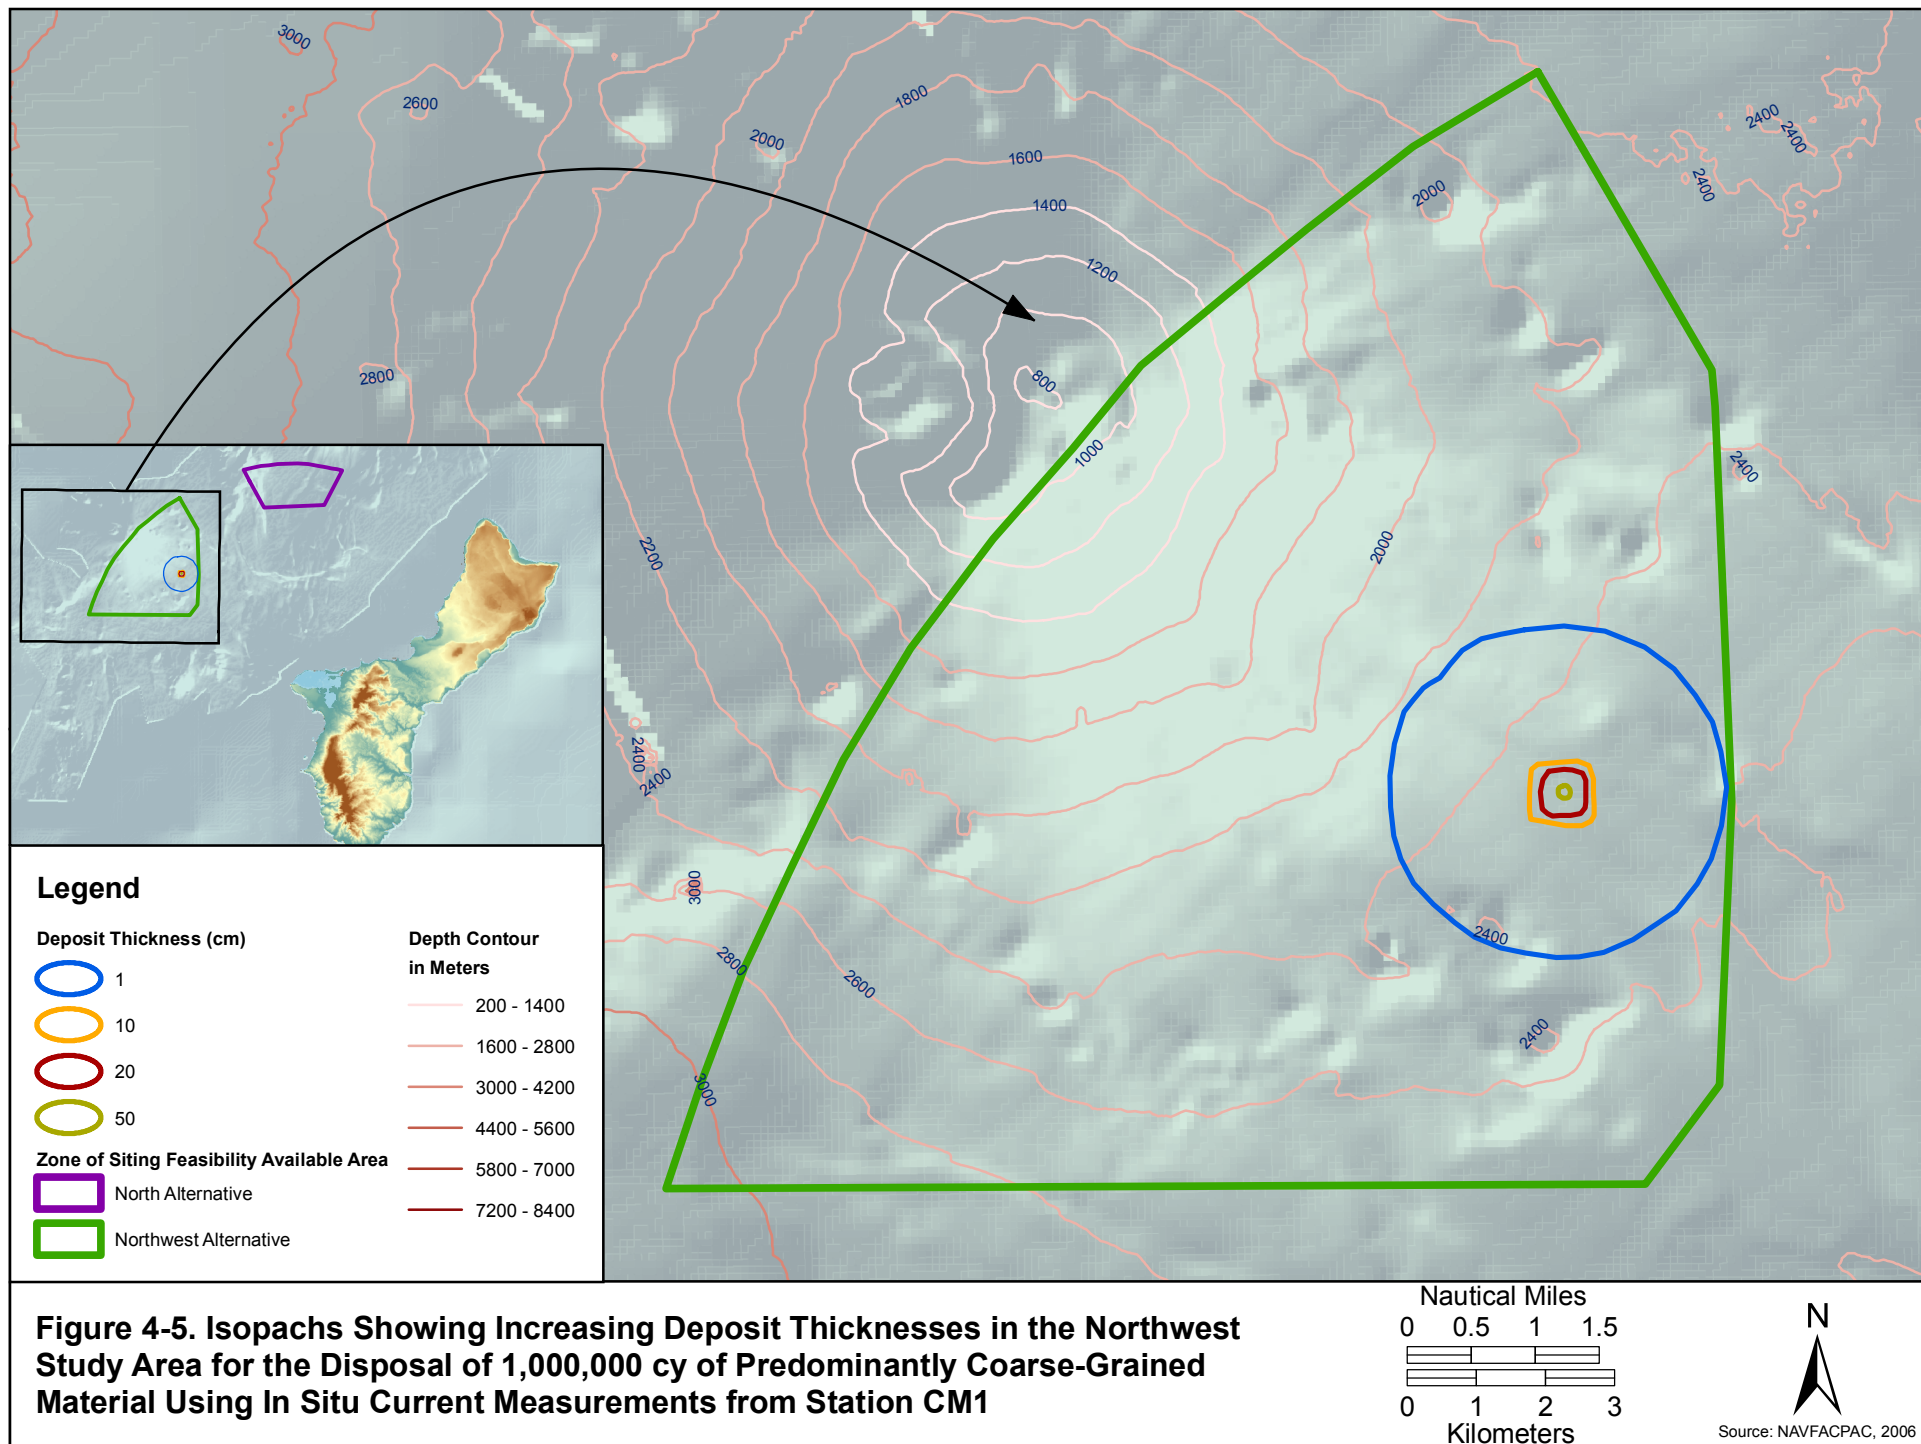 3000
2600
1800
2000
1600
1400
1200
2000
2400
2400
2400
2800
800
1000
2400
2200
2000
2400
2400
3000
2800
2600
2400
2400
3000
Legend
Deposit Thickness (cm)
1
10
20
50
Zone of Siting Feasibility Available Area
North Alternative
Northwest Alternative
Depth Contour
in Meters
200 - 1400
1600 - 2800
3000 - 4200
4400 - 5600
5800 - 7000
7200 - 8400
Figure 4-5. Isopachs Showing Increasing Deposit Thicknesses in the Northwest
Study Area for the Disposal of 1,000,000 cy of Predominantly Coarse-Grained
Material Using In Situ Current Measurements from Station CM1
Nautical Miles
0 0.5 1 1.5
0 1 2 3
Kilometers
N
Source: NAVFACPAC, 2006